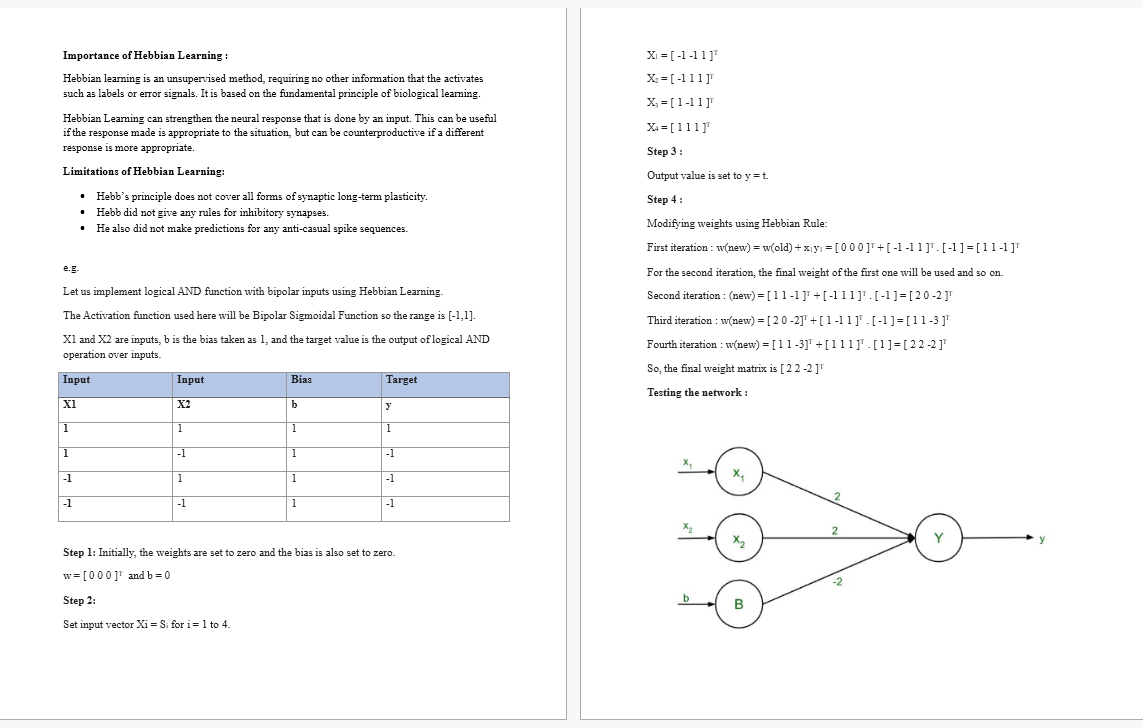 Importance of Hebbian Learning :
Hebbian learning is an unsupervised method, requiring no other information that the activates
such as labels or error signals. It is based on the fundamental principle of biological learning.
Hebbian Learning can strengthen the neural response that is done by an input. This can be useful
if the response made is appropriate to the situation, but can be counterproductive if a different
response is more appropriate.
Limitations of Hebbian Learning:
• Hebb's principle does not cover all forms of synaptic long-term plasticity.
• Hebb did not give any rules for inhibitory synapses.
• He also did not make predictions for any anti-casual spike sequences.
e.g.
Let us implement logical AND function with bipolar inputs using Hebbian Learning.
The Activation function used here will be Bipolar Sigmoidal Function so the range is [-1,1].
X1 and X2 are inputs, b is the bias taken as 1, and the target value is the output of logical AND
operation over inputs.
Input Input Bias Target
X1 X2 b y
1 1 1 1
1 -1 1 -1
-1 1 1 -1
-1 -1 1 -1
Step 1: Initially, the weights are set to zero and the bias is also set to zero.
w = [ 0 0 0 ]ᵀ and b = 0
Step 2:
Set input vector Xi = Sᵢ for i = 1 to 4.
X₁ = [ -1 -1 1 ]ᵀ
X₂ = [ -1 1 1 ]ᵀ
X₃ = [ 1 -1 1 ]ᵀ
X₄ = [ 1 1 1 ]ᵀ
Step 3 :
Output value is set to y = t.
Step 4 :
Modifying weights using Hebbian Rule:
First iteration : w(new) = w(old) + x₁y₁ = [ 0 0 0 ]ᵀ + [ -1 -1 1 ]ᵀ . [ -1 ] = [ 1 1 -1 ]ᵀ
For the second iteration, the final weight of the first one will be used and so on.
Second iteration : (new) = [ 1 1 -1 ]ᵀ + [ -1 1 1 ]ᵀ . [ -1 ] = [ 2 0 -2 ]ᵀ
Third iteration : w(new) = [ 2 0 -2]ᵀ + [ 1 -1 1 ]ᵀ . [ -1 ] = [ 1 1 -3 ]ᵀ
Fourth iteration : w(new) = [ 1 1 -3]ᵀ + [ 1 1 1 ]ᵀ . [ 1 ] = [ 2 2 -2 ]ᵀ
So, the final weight matrix is [ 2 2 -2 ]ᵀ
Testing the network :
x₁
X₁
2
x₂
X₂
2
Y
y
b
B
-2